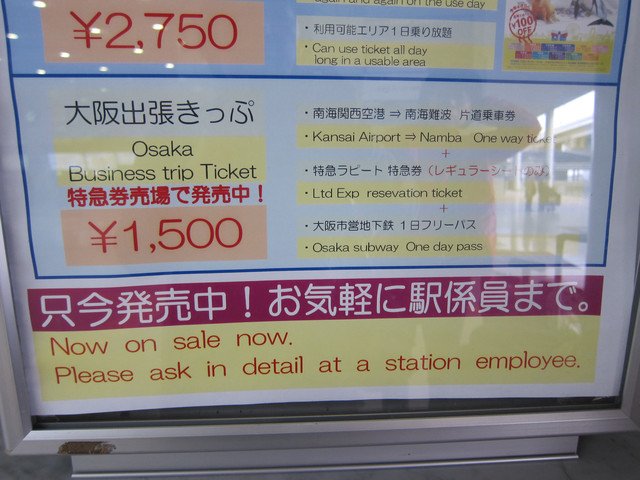 again and again on the use day
¥2,750
・利用可能エリア1日乗り放題
・Can use ticket all day
long in a usable area
¥100
OFF
大阪出張きっぷ
Osaka
Business trip Ticket
特急券売場で発売中！
¥1,500
・南海関西空港 ⇒ 南海難波 片道乗車券
・Kansai Airport ⇒ Namba One way ticket
+
・特急ラピート 特急券（レギュラーシートのみ）
・Ltd Exp resevation ticket
+
・大阪市営地下鉄 1日フリーパス
・Osaka subway One day pass
只今発売中！お気軽に駅係員まで。
Now on sale now.
Please ask in detail at a station employee.